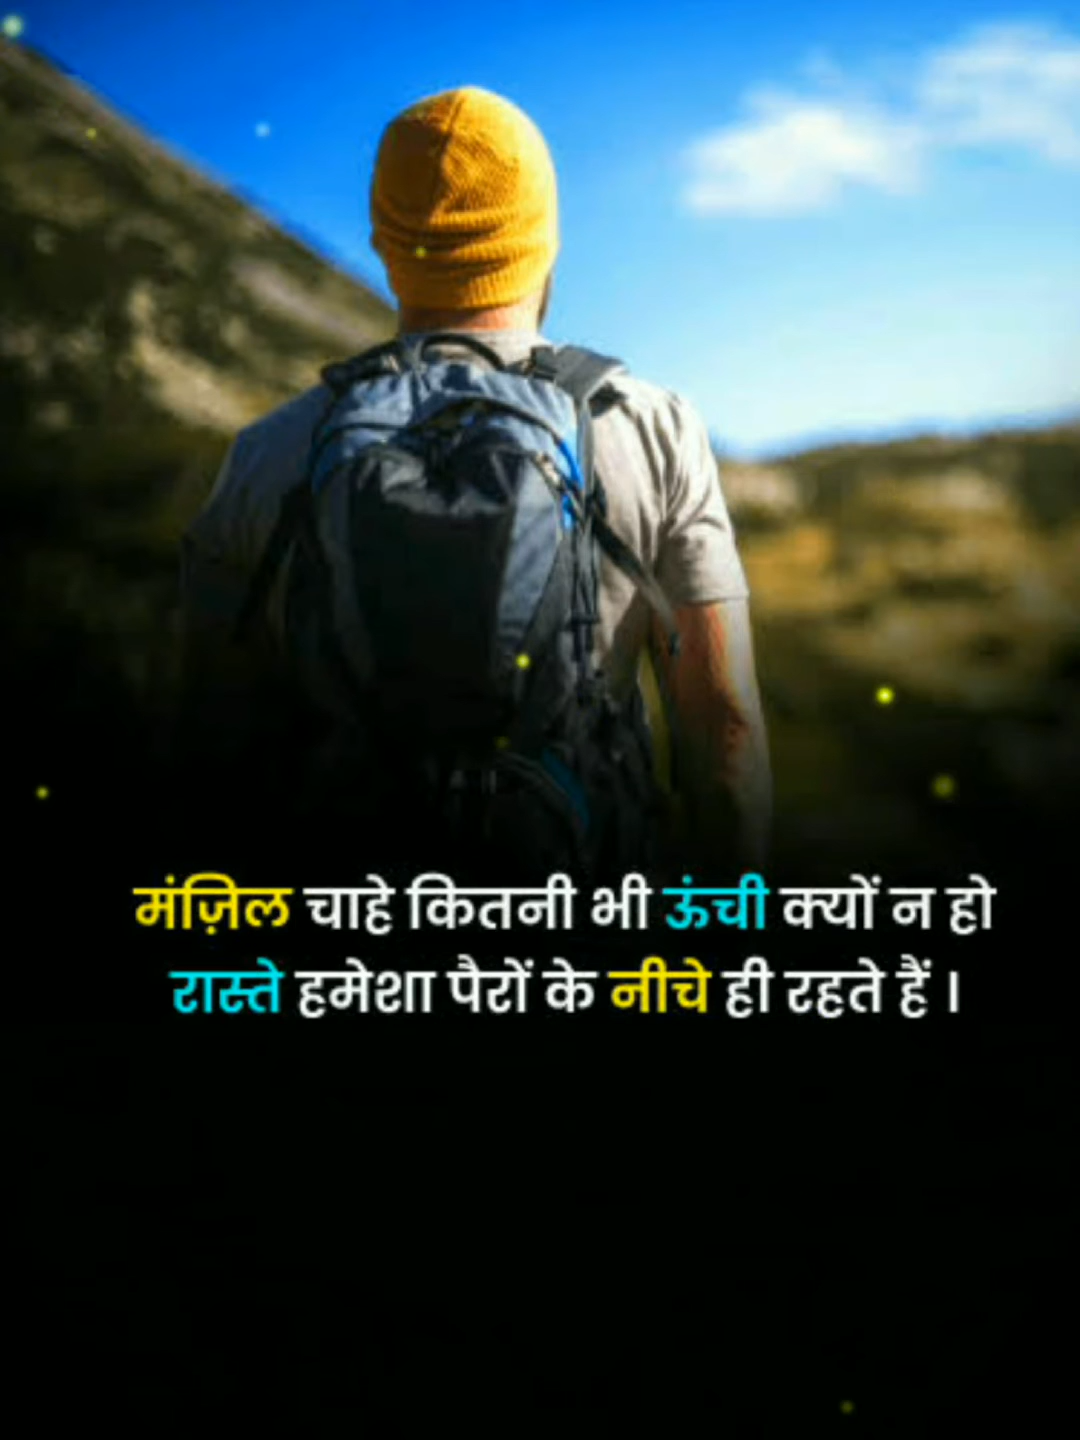 मंज़िल चाहे कितनी भी ऊंची क्यों न हो
रास्ते हमेशा पैरों के नीचे ही रहते हैं ।